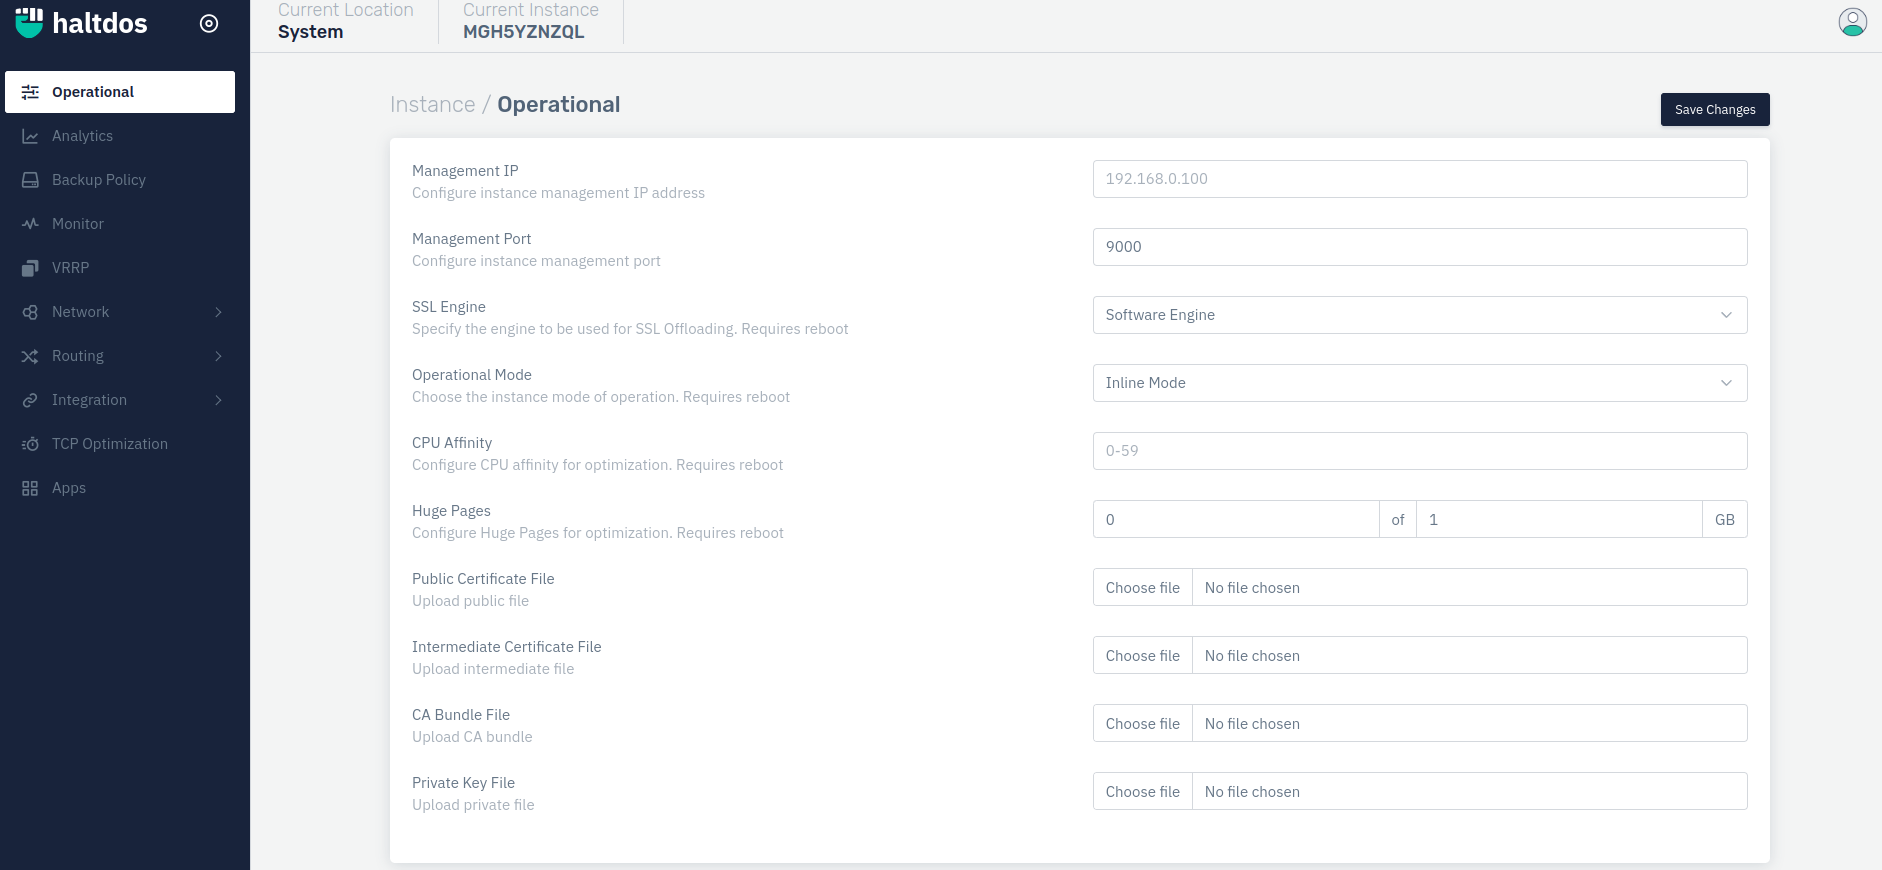 haltdos
Current Location
System
Current Instance
MGH5YZNZQL
Operational
Analytics
Backup Policy
Monitor
VRRP
Network
Routing
Integration
TCP Optimization
Apps
Instance / Operational
Save Changes
Management IP
Configure instance management IP address
192.168.0.100
Management Port
Configure instance management port
9000
SSL Engine
Specify the engine to be used for SSL Offloading. Requires reboot
Software Engine
Operational Mode
Choose the instance mode of operation. Requires reboot
Inline Mode
CPU Affinity
Configure CPU affinity for optimization. Requires reboot
0-59
Huge Pages
Configure Huge Pages for optimization. Requires reboot
0 of 1 GB
Public Certificate File
Upload public file
Choose file No file chosen
Intermediate Certificate File
Upload intermediate file
Choose file No file chosen
CA Bundle File
Upload CA bundle
Choose file No file chosen
Private Key File
Upload private file
Choose file No file chosen